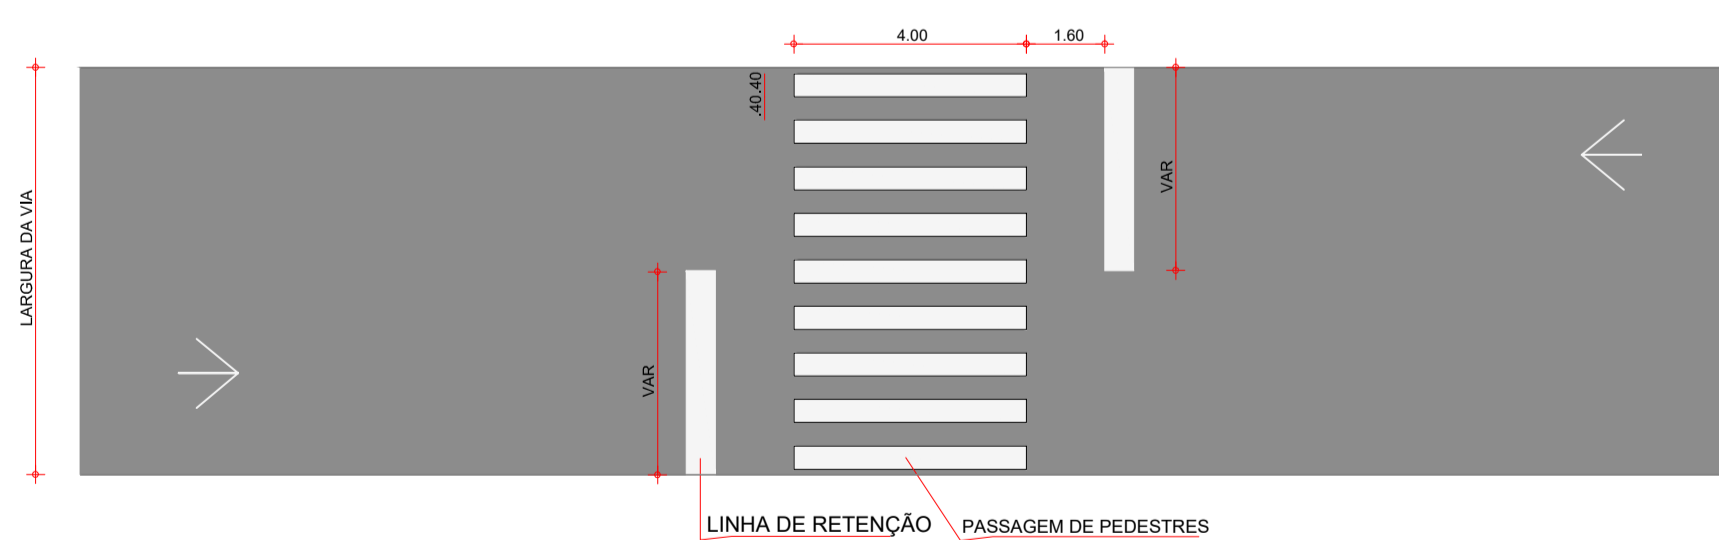 4.00
1.60
.40.40
VAR
LARGURA DA VIA
VAR
LINHA DE RETENÇÃO
PASSAGEM DE PEDESTRES